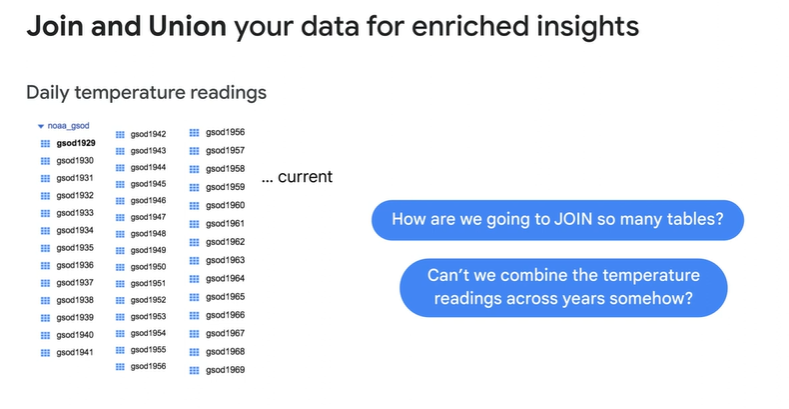 Join and Union your data for enriched insights
Daily temperature readings
noaa_gsod
gsod1929
gsod1930
gsod1931
gsod1932
gsod1933
gsod1934
gsod1935
gsod1936
gsod1937
gsod1938
gsod1939
gsod1940
gsod1941
gsod1942
gsod1943
gsod1944
gsod1945
gsod1946
gsod1947
gsod1948
gsod1949
gsod1950
gsod1951
gsod1952
gsod1953
gsod1954
gsod1955
gsod1956
gsod1956
gsod1957
gsod1958
gsod1959
gsod1960
gsod1961
gsod1962
gsod1963
gsod1964
gsod1965
gsod1966
gsod1967
gsod1968
gsod1969
... current
How are we going to JOIN so many tables?
Can’t we combine the temperature
readings across years somehow?